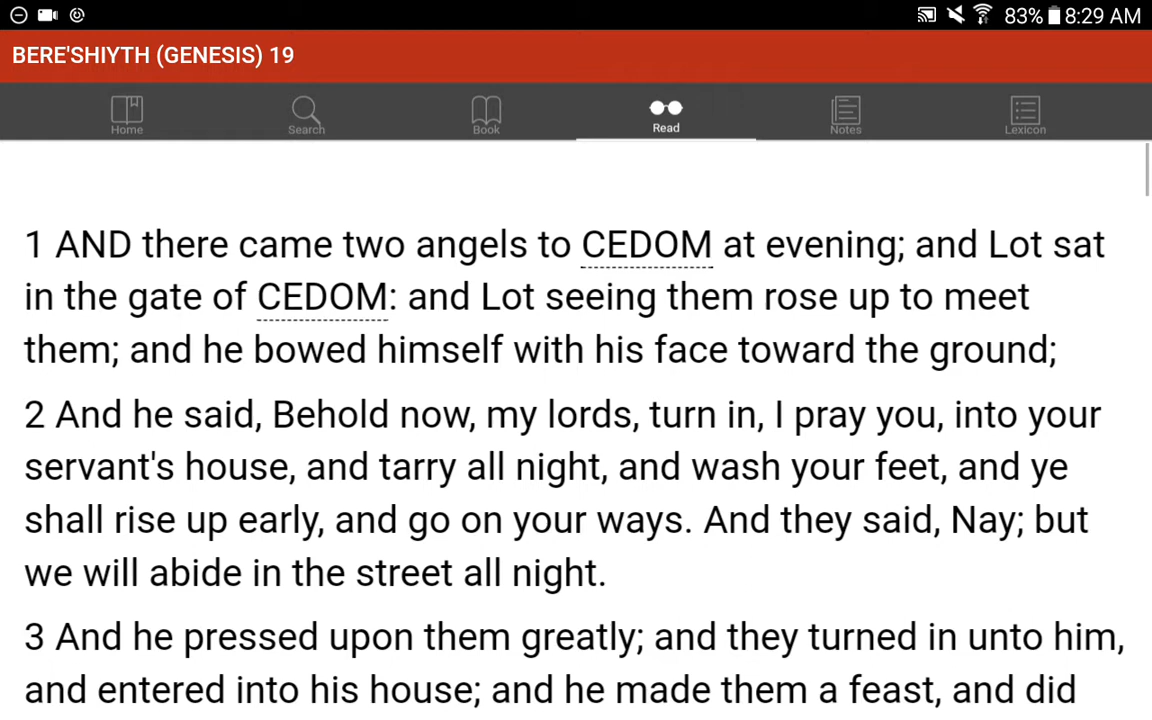 83% 8:29 AM
BERE'SHIYTH (GENESIS) 19
Home Search Book Read Notes Lexicon
1 AND there came two angels to CEDOM at evening; and Lot sat
in the gate of CEDOM: and Lot seeing them rose up to meet
them; and he bowed himself with his face toward the ground;
2 And he said, Behold now, my lords, turn in, I pray you, into your
servant's house, and tarry all night, and wash your feet, and ye
shall rise up early, and go on your ways. And they said, Nay; but
we will abide in the street all night.
3 And he pressed upon them greatly; and they turned in unto him,
and entered into his house; and he made them a feast, and did